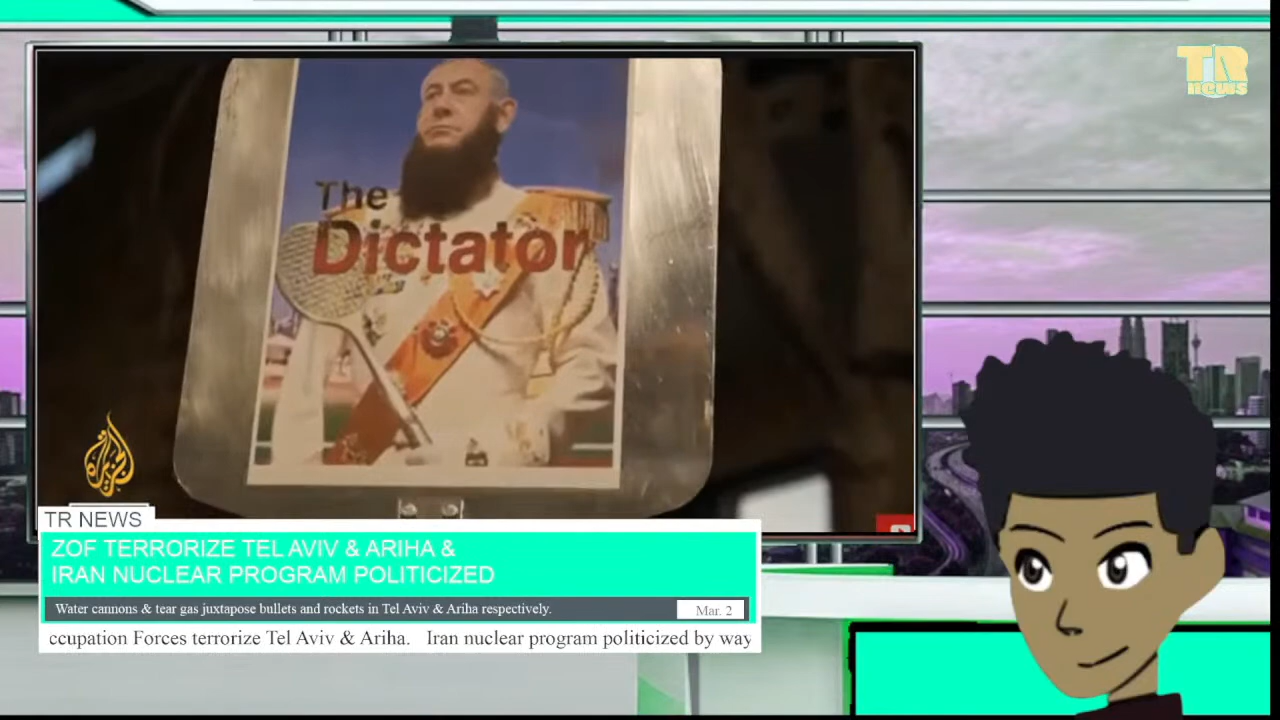 TR
news
The
Dictator
الجزيرة
TR NEWS
ZOF TERRORIZE TEL AVIV & ARIHA &
IRAN NUCLEAR PROGRAM POLITICIZED
Water cannons & tear gas juxtapose bullets and rockets in Tel Aviv & Ariha respectively.
Mar. 2
ccupation Forces terrorize Tel Aviv & Ariha. Iran nuclear program politicized by way